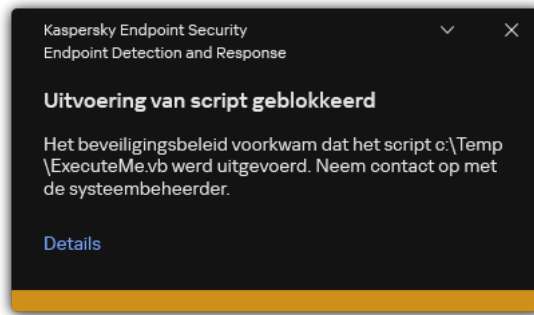 Kaspersky Endpoint Security
Endpoint Detection and Response
Uitvoering van script geblokkeerd
Het beveiligingsbeleid voorkwam dat het script c:\Temp
\ExecuteMe.vb werd uitgevoerd. Neem contact op met
de systeembeheerder.
Details